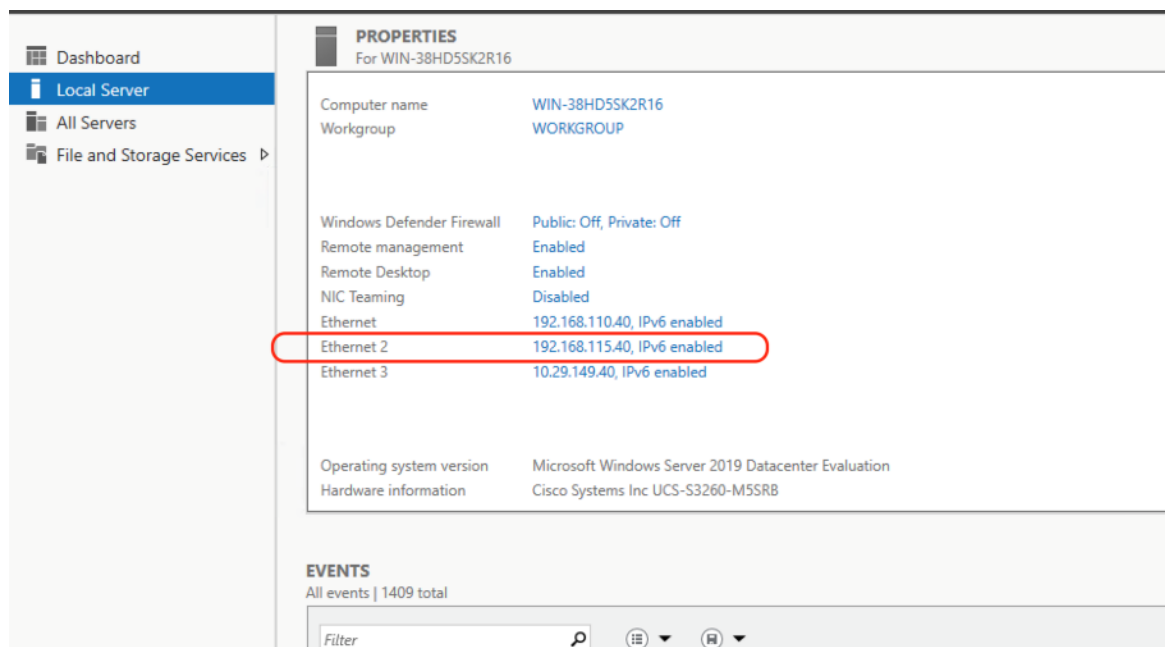 Dashboard
Local Server
All Servers
File and Storage Services
PROPERTIES
For WIN-38HD5SK2R16
Computer name WIN-38HD5SK2R16
Workgroup WORKGROUP
Windows Defender Firewall Public: Off, Private: Off
Remote management Enabled
Remote Desktop Enabled
NIC Teaming Disabled
Ethernet 192.168.110.40, IPv6 enabled
Ethernet 2 192.168.115.40, IPv6 enabled
Ethernet 3 10.29.149.40, IPv6 enabled
Operating system version Microsoft Windows Server 2019 Datacenter Evaluation
Hardware information Cisco Systems Inc UCS-S3260-M5SRB
EVENTS
All events | 1409 total
Filter